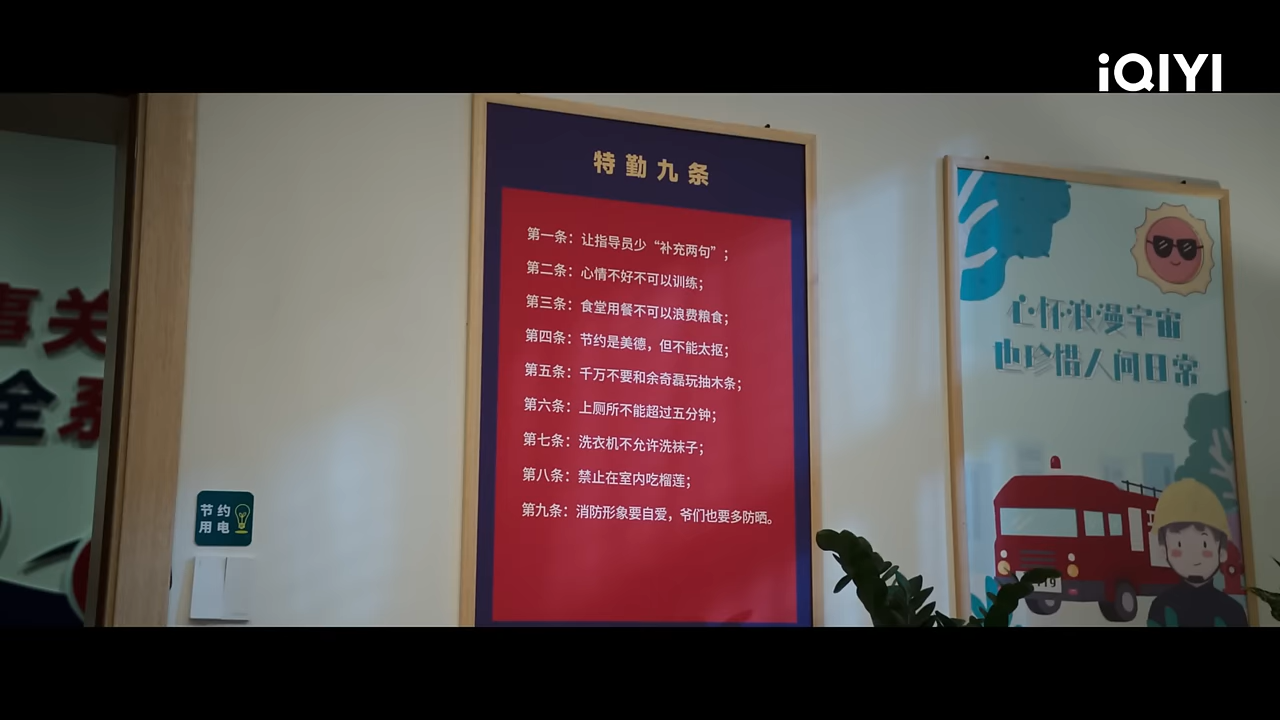 iQIYI
特勤九条
第一条：让指导员少“补充两句”；
第二条：心情不好不可以训练；
第三条：食堂用餐不可以浪费粮食；
第四条：节约是美德，但不能太抠；
第五条：千万不要和余奇磊玩抽木条；
第六条：上厕所不能超过五分钟；
第七条：洗衣机不允许洗袜子；
第八条：禁止在室内吃榴莲；
第九条：消防形象要自爱，爷们也要多防晒。
心怀浪漫宇宙
也珍惜人间日常
节约
用电
事关
全系
119